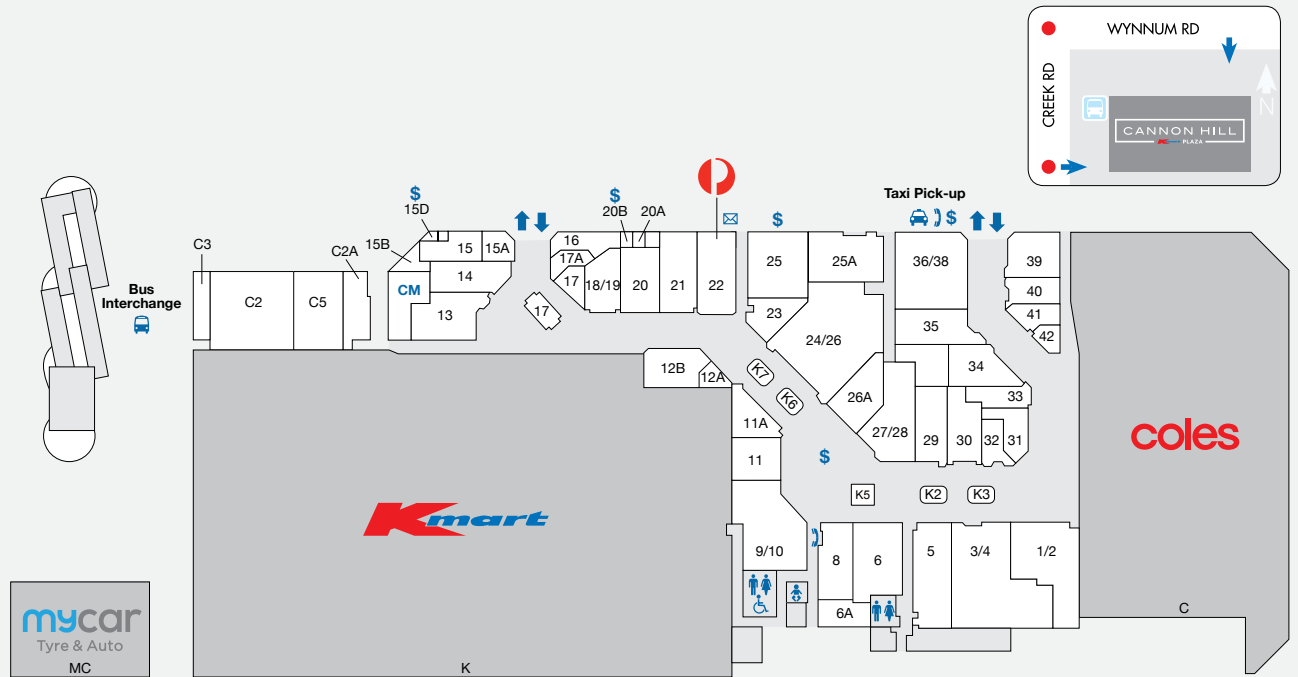 WYNNUM RD
CREEK RD
N
CANNON HILL
Kmart PLAZA
Taxi Pick-up
$
$
$
$
15D
20B
20A
15B
C3
C2A
Bus
Interchange
C2
C5
CM
15
15A
14
13
16
17A
17
18/19
20
21
22
17
25
25A
23
24/26
26A
27/28
36/38
35
34
33
29
30
32
31
39
40
41
42
12B
12A
K7
K6
11A
11
$
K5
K2
K3
9/10
8
6
6A
5
3/4
1/2
Kmart
K
coles
C
mycar
Tyre & Auto
MC